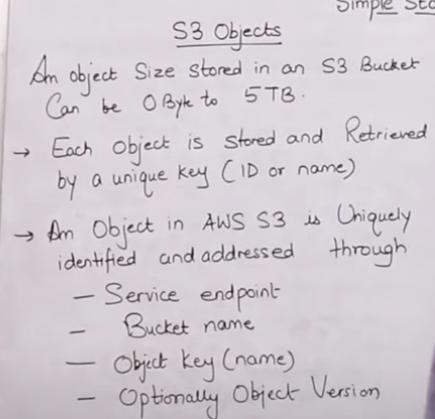 Simple Sto
S3 Objects
An object Size stored in an S3 Bucket
Can be 0 Byte to 5TB.
→ Each object is stored and Retrieved
by a unique key (ID or name)
→ An Object in AWS S3 is Uniquely
identified and addressed through
— Service endpoint
— Bucket name
— Object key (name)
— Optionally Object Version